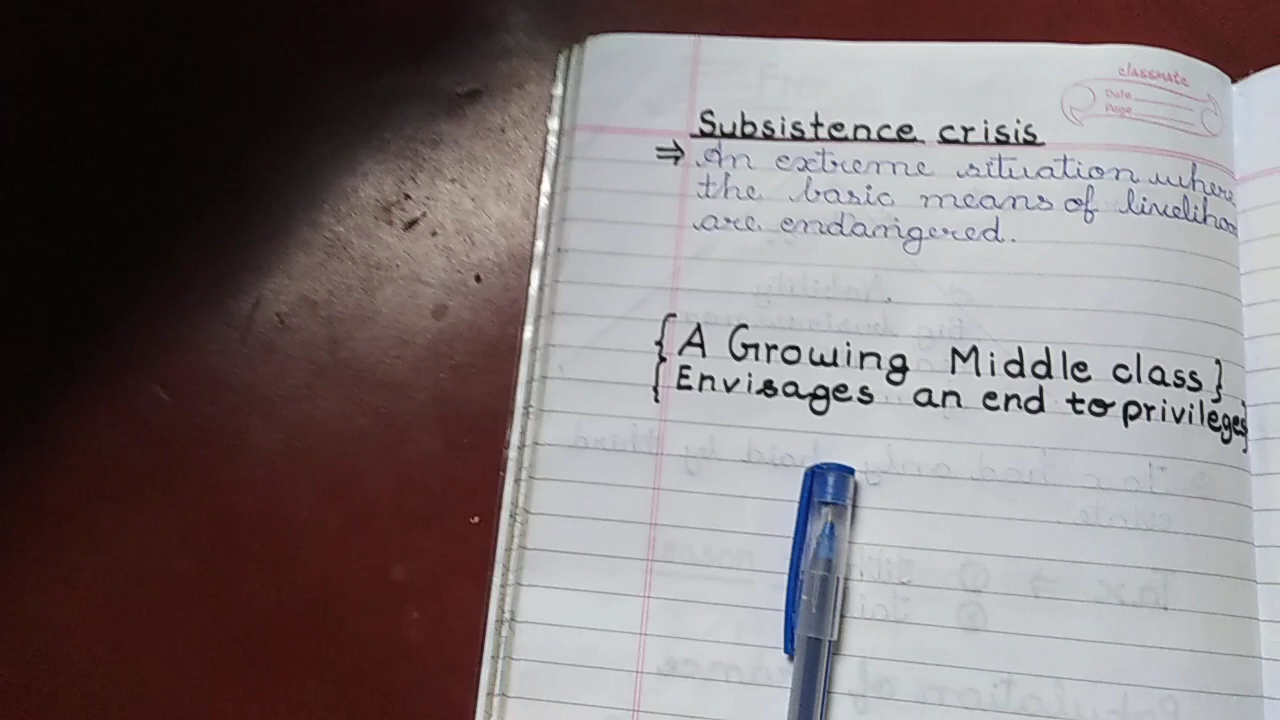 classmate
Date
Page
Subsistence crisis
⇒ An extreme situation where
the basic means of
are endangered.
{A Growing Middle class}
{Envisages an end to privileges}